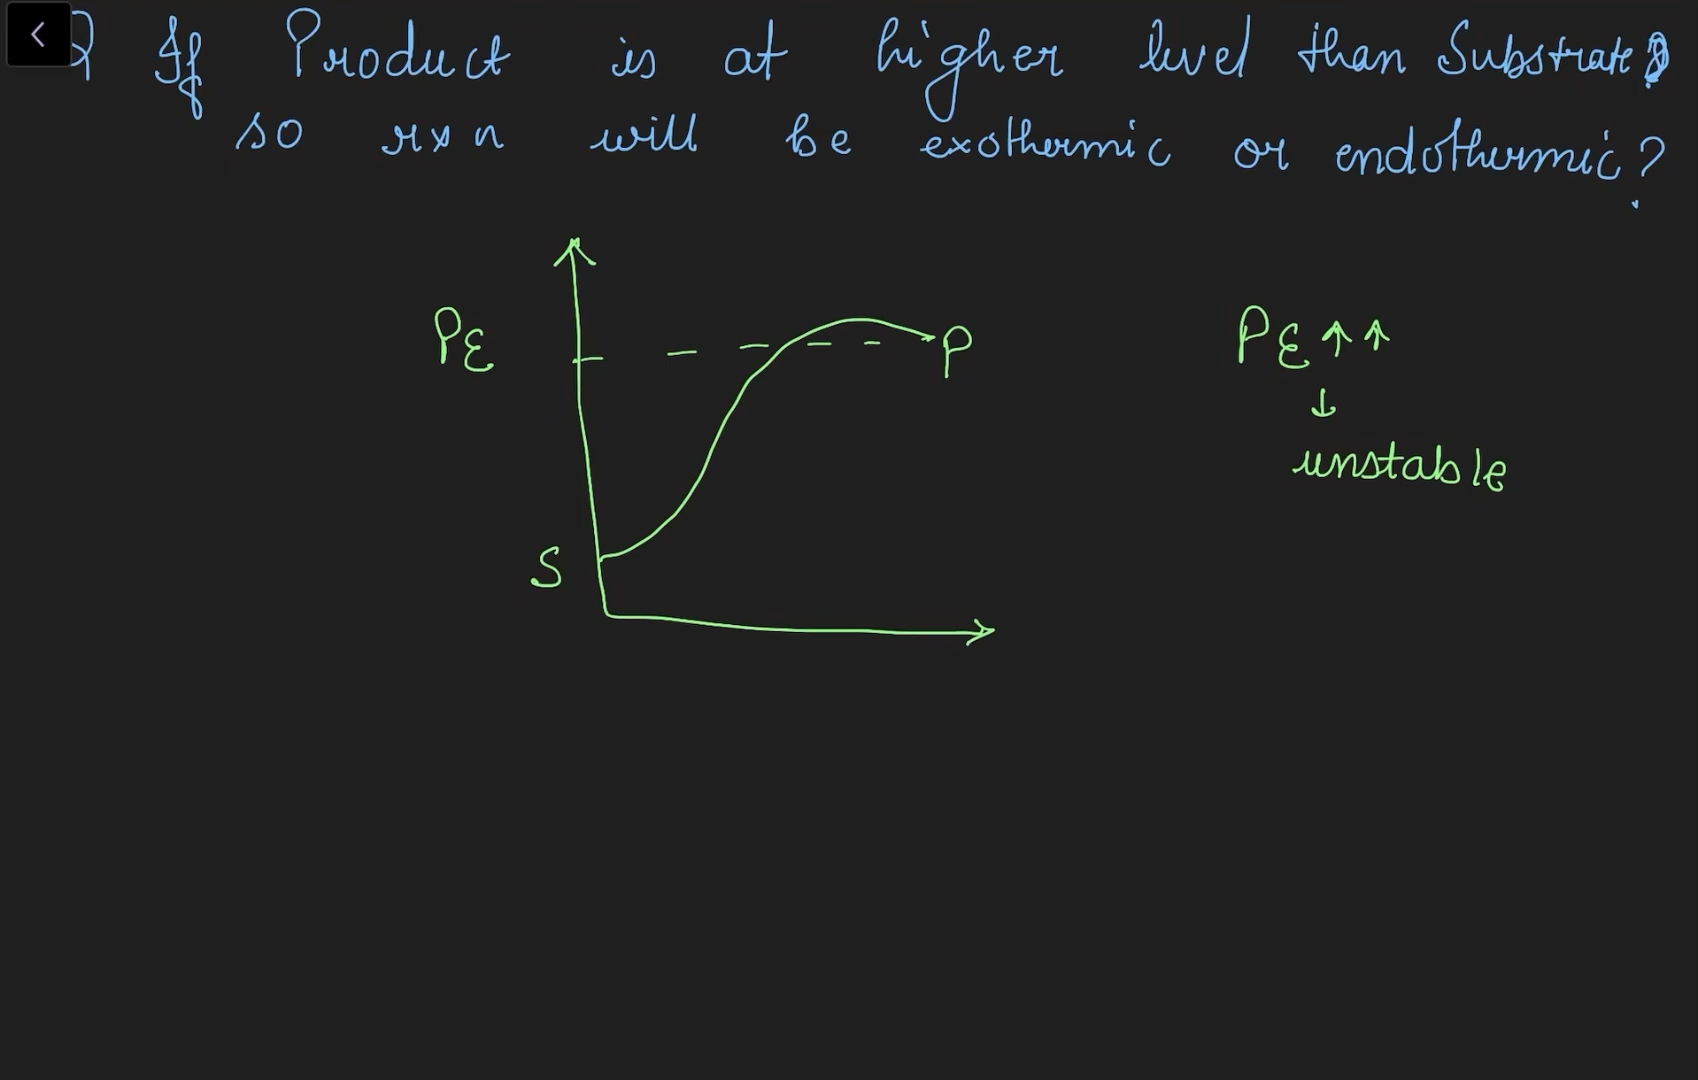 Q If Product is at higher level than Substrate
so rxn will be exothermic or endothermic?
PE
P
S
PE↑↑
↓
unstable